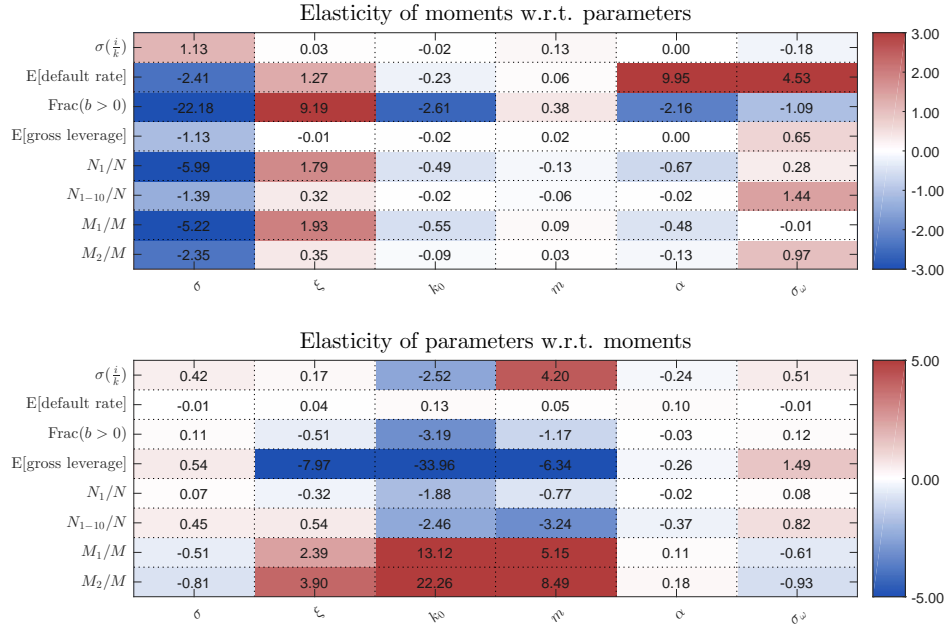 Elasticity of moments w.r.t. parameters
σ(i/k) 1.13 0.03 -0.02 0.13 0.00 -0.18
E[default rate] -2.41 1.27 -0.23 0.06 9.95 4.53
Frac(b > 0) -22.18 9.19 -2.61 0.38 -2.16 -1.09
E[gross leverage] -1.13 -0.01 -0.02 0.02 0.00 0.65
N₁/N -5.99 1.79 -0.49 -0.13 -0.67 0.28
N₁₋₁₀/N -1.39 0.32 -0.02 -0.06 -0.02 1.44
M₁/M -5.22 1.93 -0.55 0.09 -0.48 -0.01
M₂/M -2.35 0.35 -0.09 0.03 -0.13 0.97
σ ξ k₀ m α σ_ω
3.00
2.00
1.00
0.00
-1.00
-2.00
-3.00
Elasticity of parameters w.r.t. moments
σ(i/k) 0.42 0.17 -2.52 4.20 -0.24 0.51
E[default rate] -0.01 0.04 0.13 0.05 0.10 -0.01
Frac(b > 0) 0.11 -0.51 -3.19 -1.17 -0.03 0.12
E[gross leverage] 0.54 -7.97 -33.96 -6.34 -0.26 1.49
N₁/N 0.07 -0.32 -1.88 -0.77 -0.02 0.08
N₁₋₁₀/N 0.45 0.54 -2.46 -3.24 -0.37 0.82
M₁/M -0.51 2.39 13.12 5.15 0.11 -0.61
M₂/M -0.81 3.90 22.26 8.49 0.18 -0.93
σ ξ k₀ m α σ_ω
5.00
0.00
-5.00